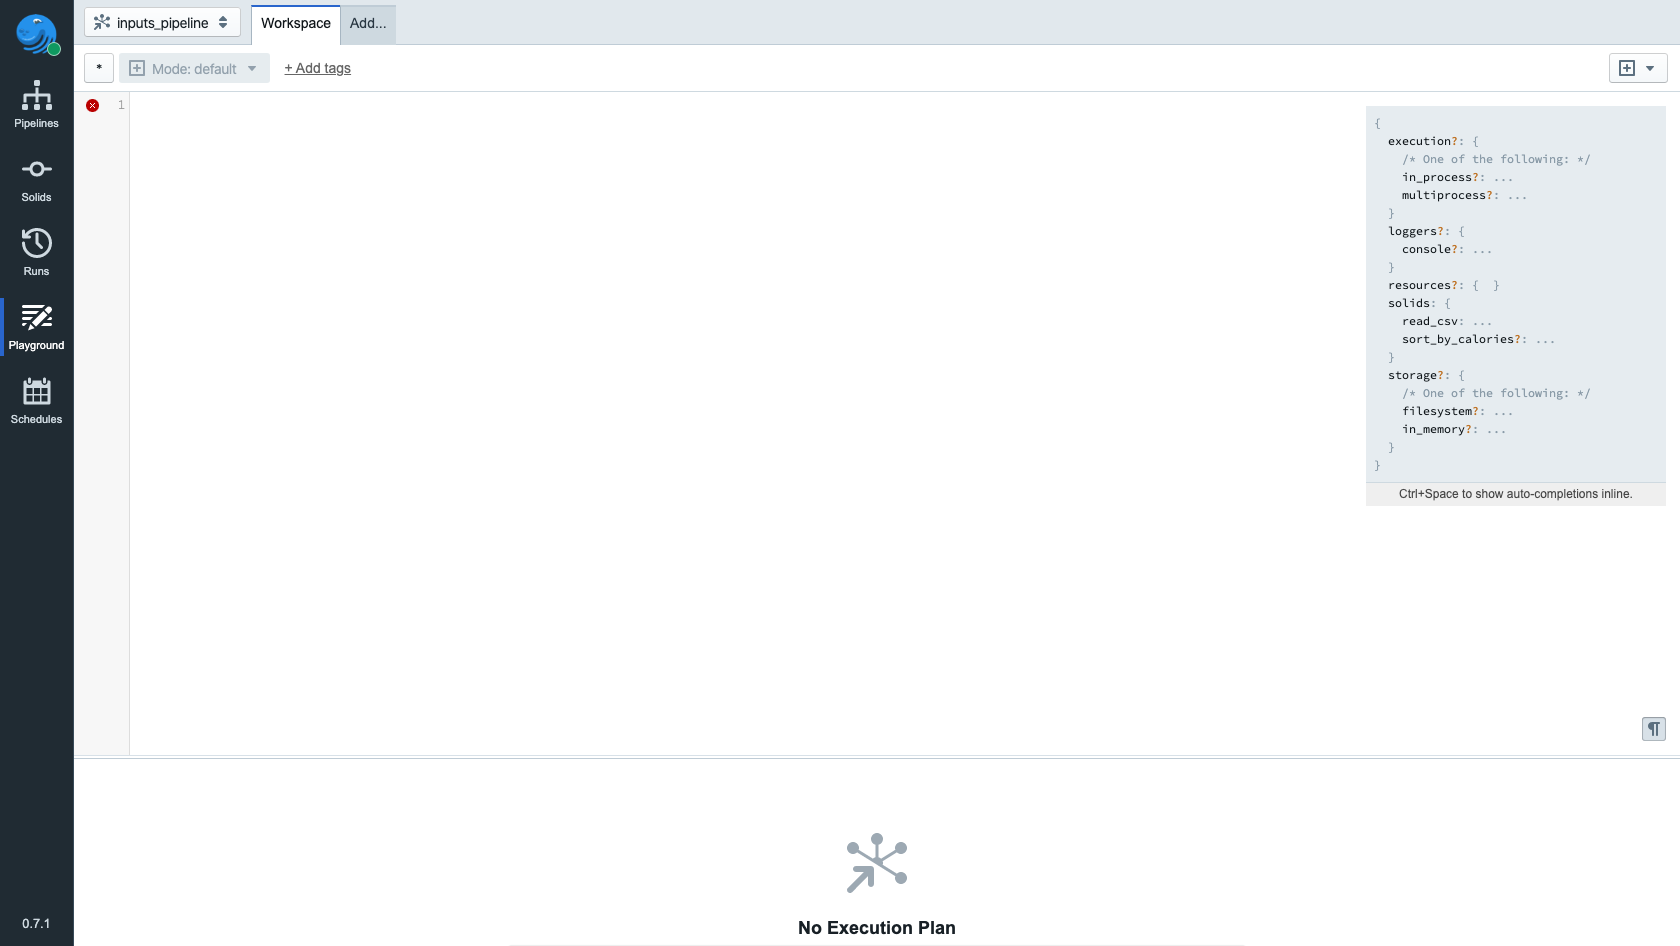 inputs_pipeline
Workspace
Add...
*
Mode: default
+ Add tags
Pipelines
Solids
Runs
Playground
Schedules
0.7.1
1
{
execution?: {
/* One of the following: */
in_process?: ...
multiprocess?: ...
}
loggers?: {
console?: ...
}
resources?: { }
solids: {
read_csv: ...
sort_by_calories?: ...
}
storage?: {
/* One of the following: */
filesystem?: ...
in_memory?: ...
}
}
Ctrl+Space to show auto-completions inline.
¶
No Execution Plan